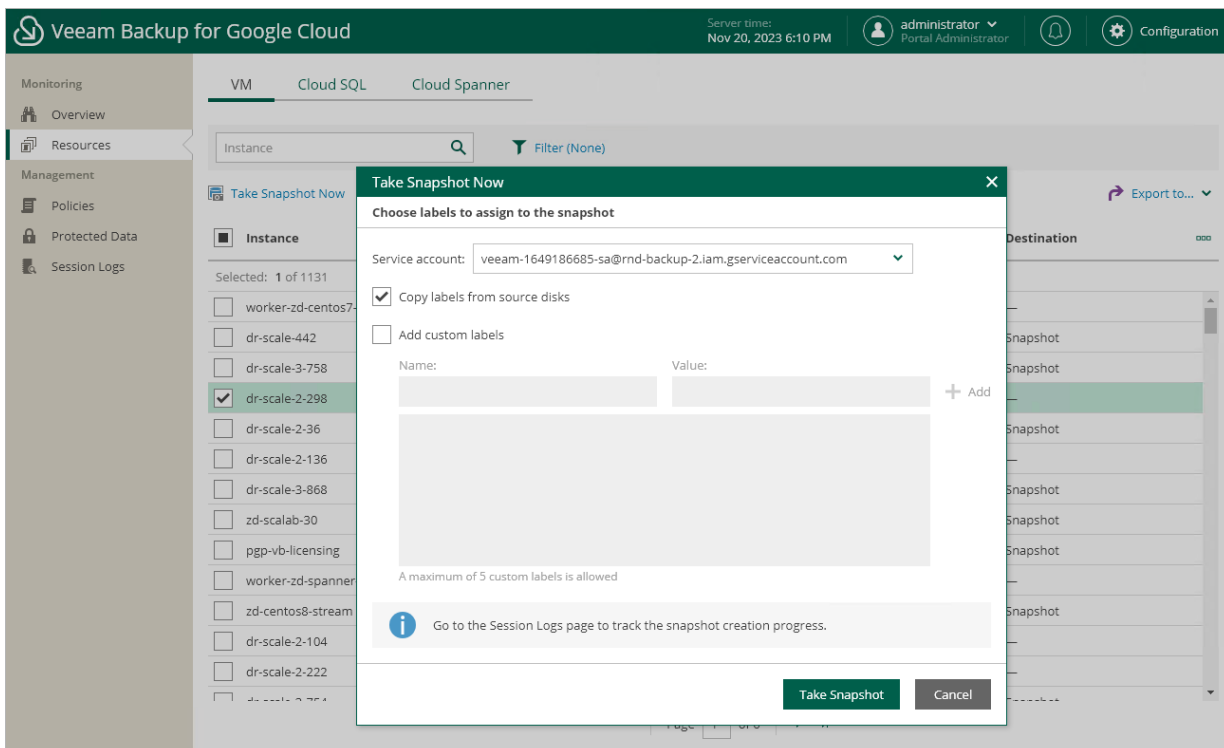 Veeam Backup for Google Cloud
Server time:
Nov 20, 2023 6:10 PM
administrator
Portal Administrator
Configuration
Monitoring
Overview
Resources
Management
Policies
Protected Data
Session Logs
VM Cloud SQL Cloud Spanner
Instance
Filter (None)
Take Snapshot Now
Export to...
Instance
Destination
Selected: 1 of 1131
worker-zd-centos7-
dr-scale-442 Snapshot
dr-scale-3-758 Snapshot
dr-scale-2-298
dr-scale-2-36 Snapshot
dr-scale-2-136
dr-scale-3-868 Snapshot
zd-scalab-30 Snapshot
pgp-vb-licensing Snapshot
worker-zd-spanner
zd-centos8-stream Snapshot
dr-scale-2-104
dr-scale-2-222
Take Snapshot Now
Choose labels to assign to the snapshot
Service account: veeam-1649186685-sa@rnd-backup-2.iam.gserviceaccount.com
Copy labels from source disks
Add custom labels
Name: Value:
Add
A maximum of 5 custom labels is allowed
Go to the Session Logs page to track the snapshot creation progress.
Take Snapshot Cancel